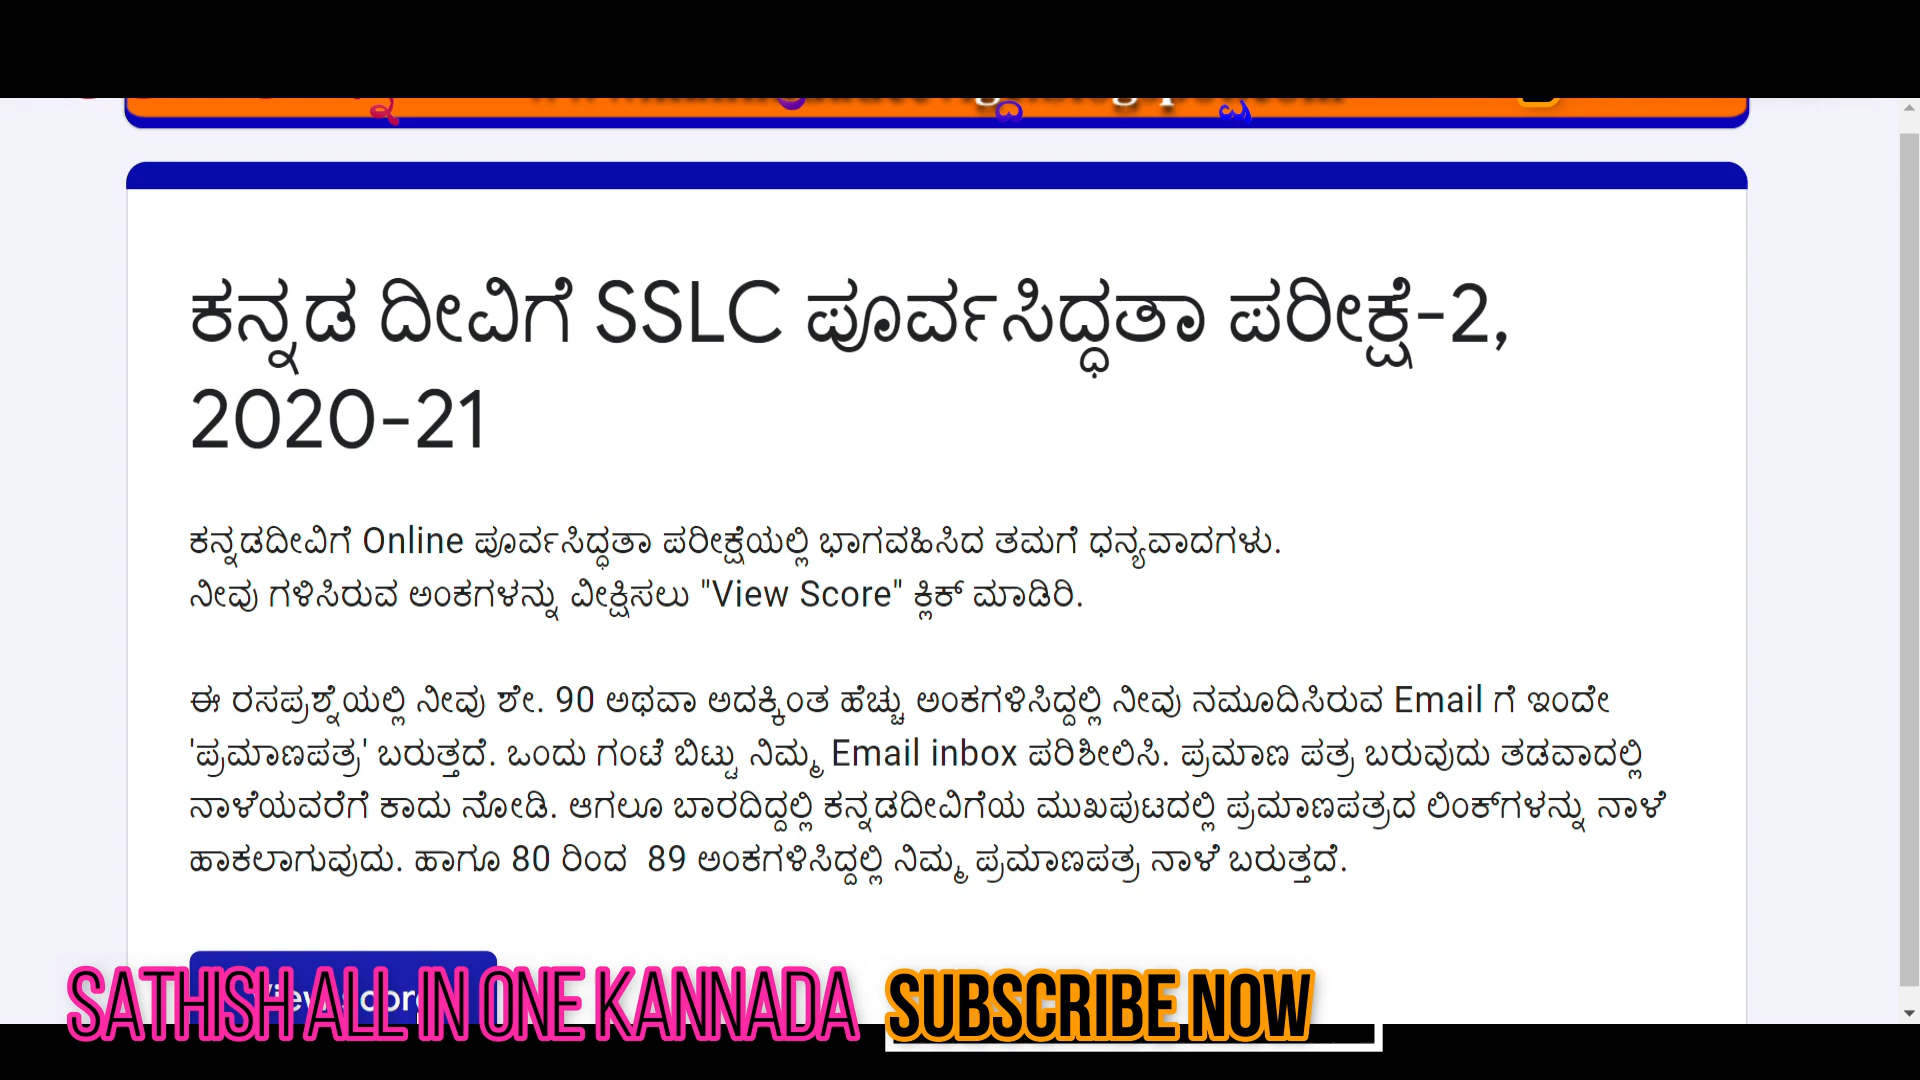 ಕನ್ನಡ ದೀವಿಗೆ SSLC ಪೂರ್ವಸಿದ್ಧತಾ ಪರೀಕ್ಷೆ-2,
2020-21
ಕನ್ನಡದೀವಿಗೆ Online ಪೂರ್ವಸಿದ್ಧತಾ ಪರೀಕ್ಷೆಯಲ್ಲಿ ಭಾಗವಹಿಸಿದ ತಮಗೆ ಧನ್ಯವಾದಗಳು.
ನೀವು ಗಳಿಸಿರುವ ಅಂಕಗಳನ್ನು ವೀಕ್ಷಿಸಲು "View Score" ಕ್ಲಿಕ್ ಮಾಡಿರಿ.
ಈ ರಸಪ್ರಶ್ನೆಯಲ್ಲಿ ನೀವು ಶೇ. 90 ಅಥವಾ ಅದಕ್ಕಿಂತ ಹೆಚ್ಚು ಅಂಕಗಳಿಸಿದ್ದಲ್ಲಿ ನೀವು ನಮೂದಿಸಿರುವ Email ಗೆ ಇಂದೇ
'ಪ್ರಮಾಣಪತ್ರ' ಬರುತ್ತದೆ. ಒಂದು ಗಂಟೆ ಬಿಟ್ಟು ನಿಮ್ಮ Email inbox ಪರಿಶೀಲಿಸಿ. ಪ್ರಮಾಣ ಪತ್ರ ಬರುವುದು ತಡವಾದಲ್ಲಿ
ನಾಳೆಯವರೆಗೆ ಕಾದು ನೋಡಿ. ಆಗಲೂ ಬಾರದಿದ್ದಲ್ಲಿ ಕನ್ನಡದೀವಿಗೆಯ ಮುಖಪುಟದಲ್ಲಿ ಪ್ರಮಾಣಪತ್ರದ ಲಿಂಕ್‌ಗಳನ್ನು ನಾಳೆ
ಹಾಕಲಾಗುವುದು. ಹಾಗೂ 80 ರಿಂದ 89 ಅಂಕಗಳಿಸಿದ್ದಲ್ಲಿ ನಿಮ್ಮ ಪ್ರಮಾಣಪತ್ರ ನಾಳೆ ಬರುತ್ತದೆ.
SATHISH ALL IN ONE KANNADA SUBSCRIBE NOW